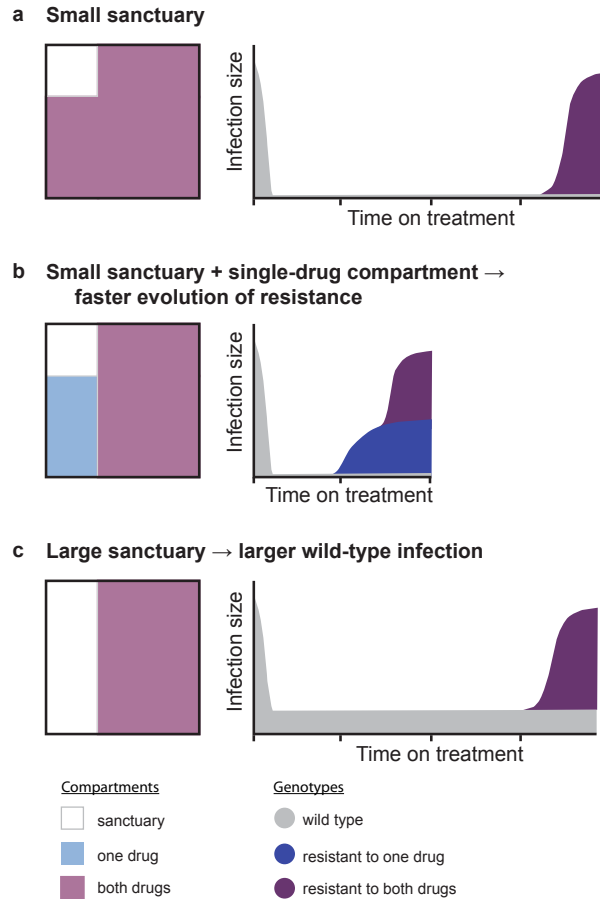 a Small sanctuary
Infection size
Time on treatment
b Small sanctuary + single-drug compartment →
faster evolution of resistance
Infection size
Time on treatment
c Large sanctuary → larger wild-type infection
Infection size
Time on treatment
Compartments
sanctuary
one drug
both drugs
Genotypes
wild type
resistant to one drug
resistant to both drugs